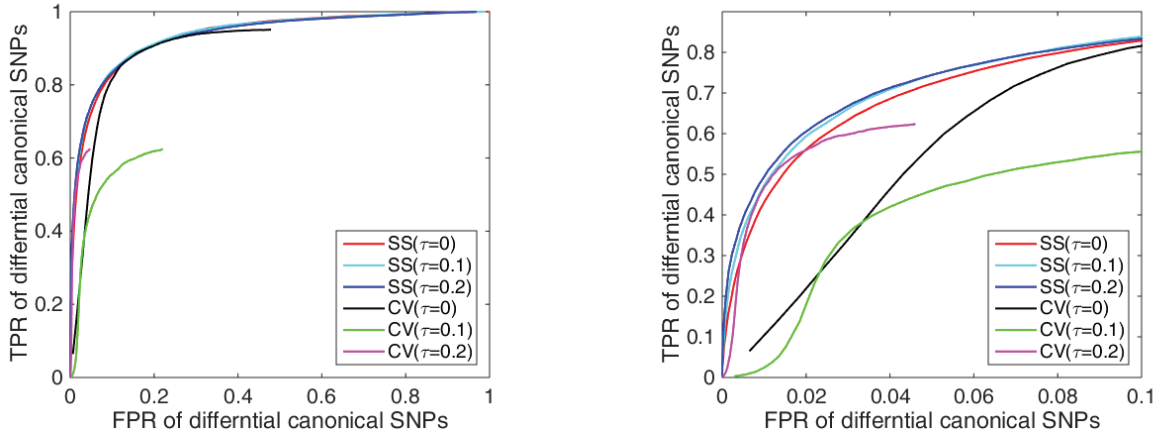 TPR of differntial canonical SNPs
1
0.8
0.6
0.4
0.2
0
0 0.2 0.4 0.6 0.8 1
FPR of differntial canonical SNPs
SS(τ=0)
SS(τ=0.1)
SS(τ=0.2)
CV(τ=0)
CV(τ=0.1)
CV(τ=0.2)
TPR of differntial canonical SNPs
0.8
0.7
0.6
0.5
0.4
0.3
0.2
0.1
0
0 0.02 0.04 0.06 0.08 0.1
FPR of differntial canonical SNPs
SS(τ=0)
SS(τ=0.1)
SS(τ=0.2)
CV(τ=0)
CV(τ=0.1)
CV(τ=0.2)